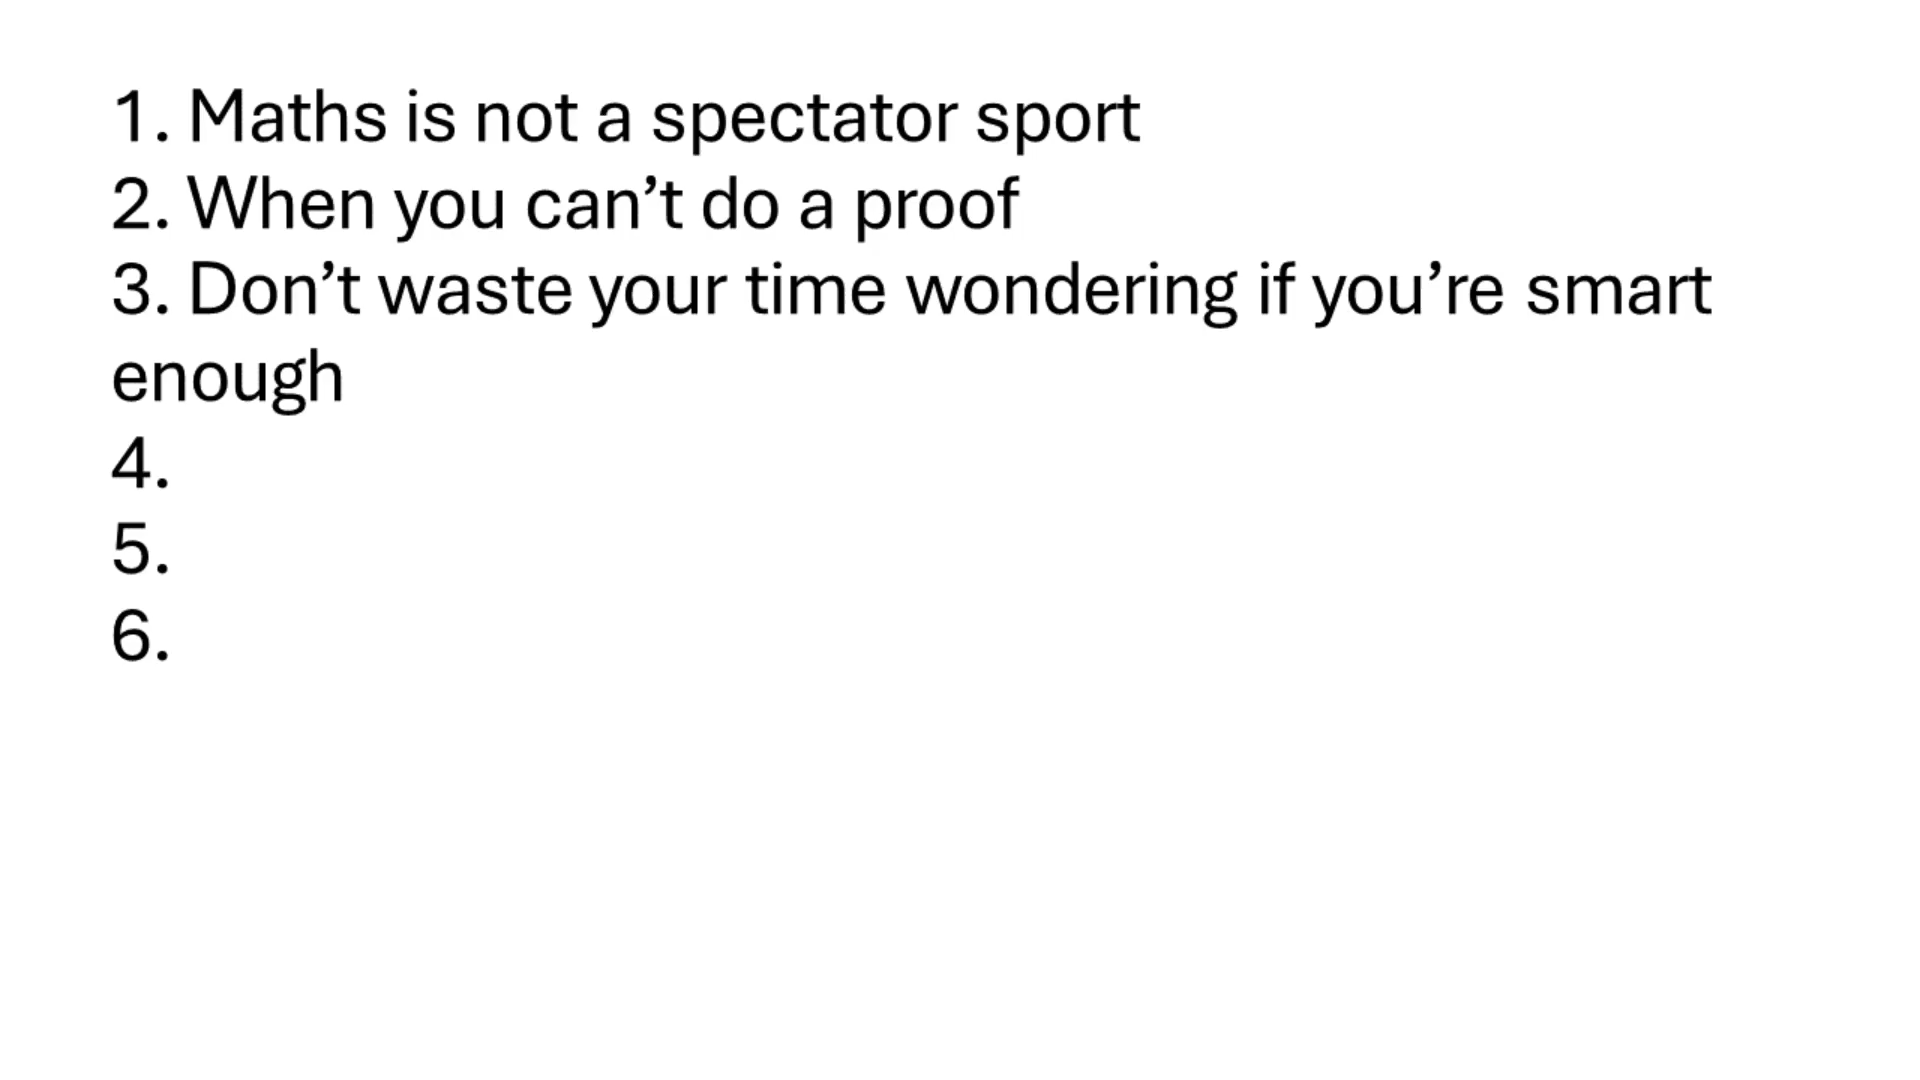 1. Maths is not a spectator sport
2. When you can’t do a proof
3. Don’t waste your time wondering if you’re smart
enough
4.
5.
6.